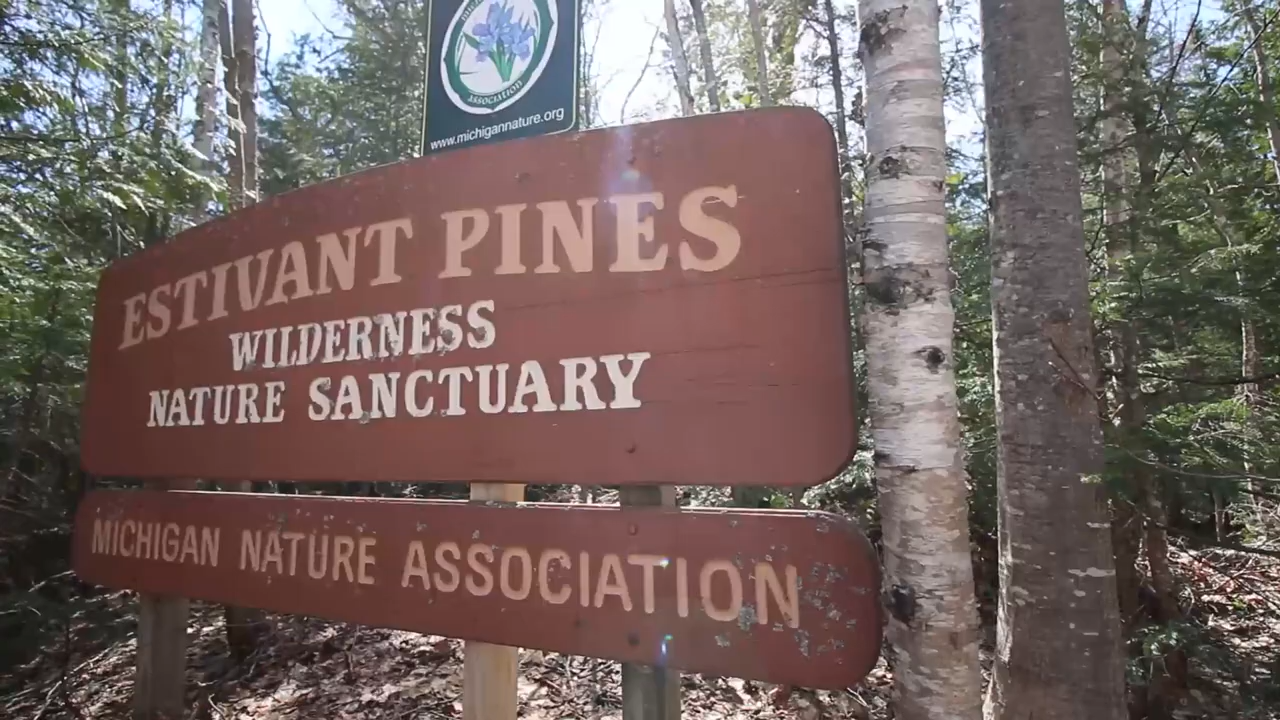 ASSOCIATION
www.michigannature.org
ESTIVANT PINES
WILDERNESS
NATURE SANCTUARY
MICHIGAN NATURE ASSOCIATION